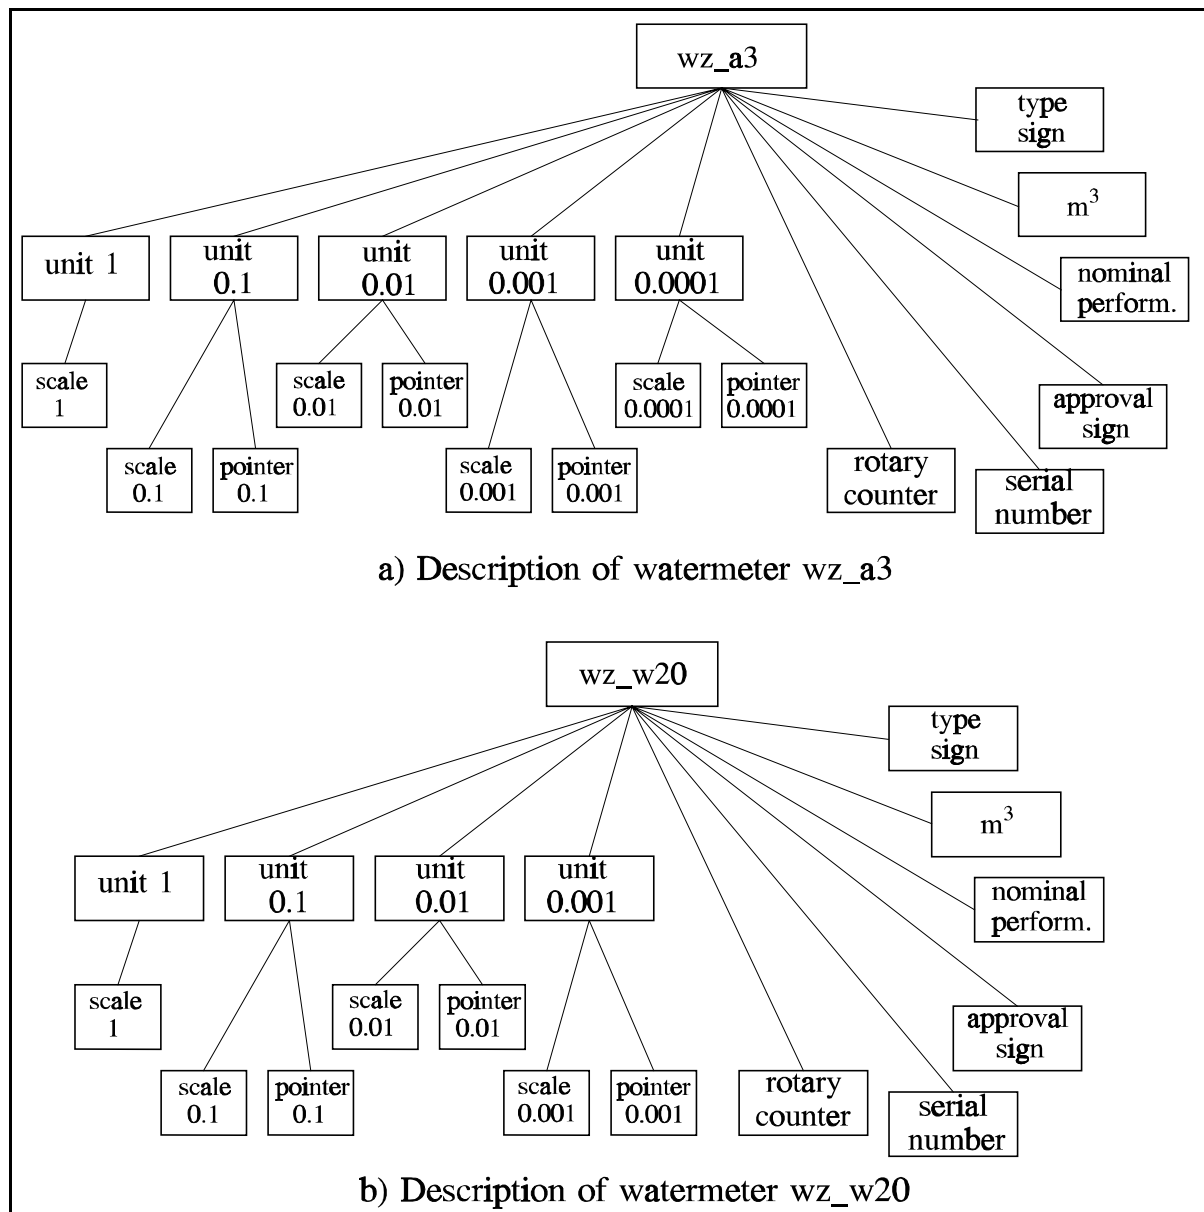 wz_a3
type
sign
m³
nominal
perform.
approval
sign
serial
number
rotary
counter
unit 1
unit
0.1
unit
0.01
unit
0.001
unit
0.0001
scale
1
scale
0.1
pointer
0.1
scale
0.01
pointer
0.01
scale
0.001
pointer
0.001
scale
0.0001
pointer
0.0001
a) Description of watermeter wz_a3
wz_w20
type
sign
m³
nominal
perform.
approval
sign
serial
number
rotary
counter
unit 1
unit
0.1
unit
0.01
unit
0.001
scale
1
scale
0.1
pointer
0.1
scale
0.01
pointer
0.01
scale
0.001
pointer
0.001
b) Description of watermeter wz_w20